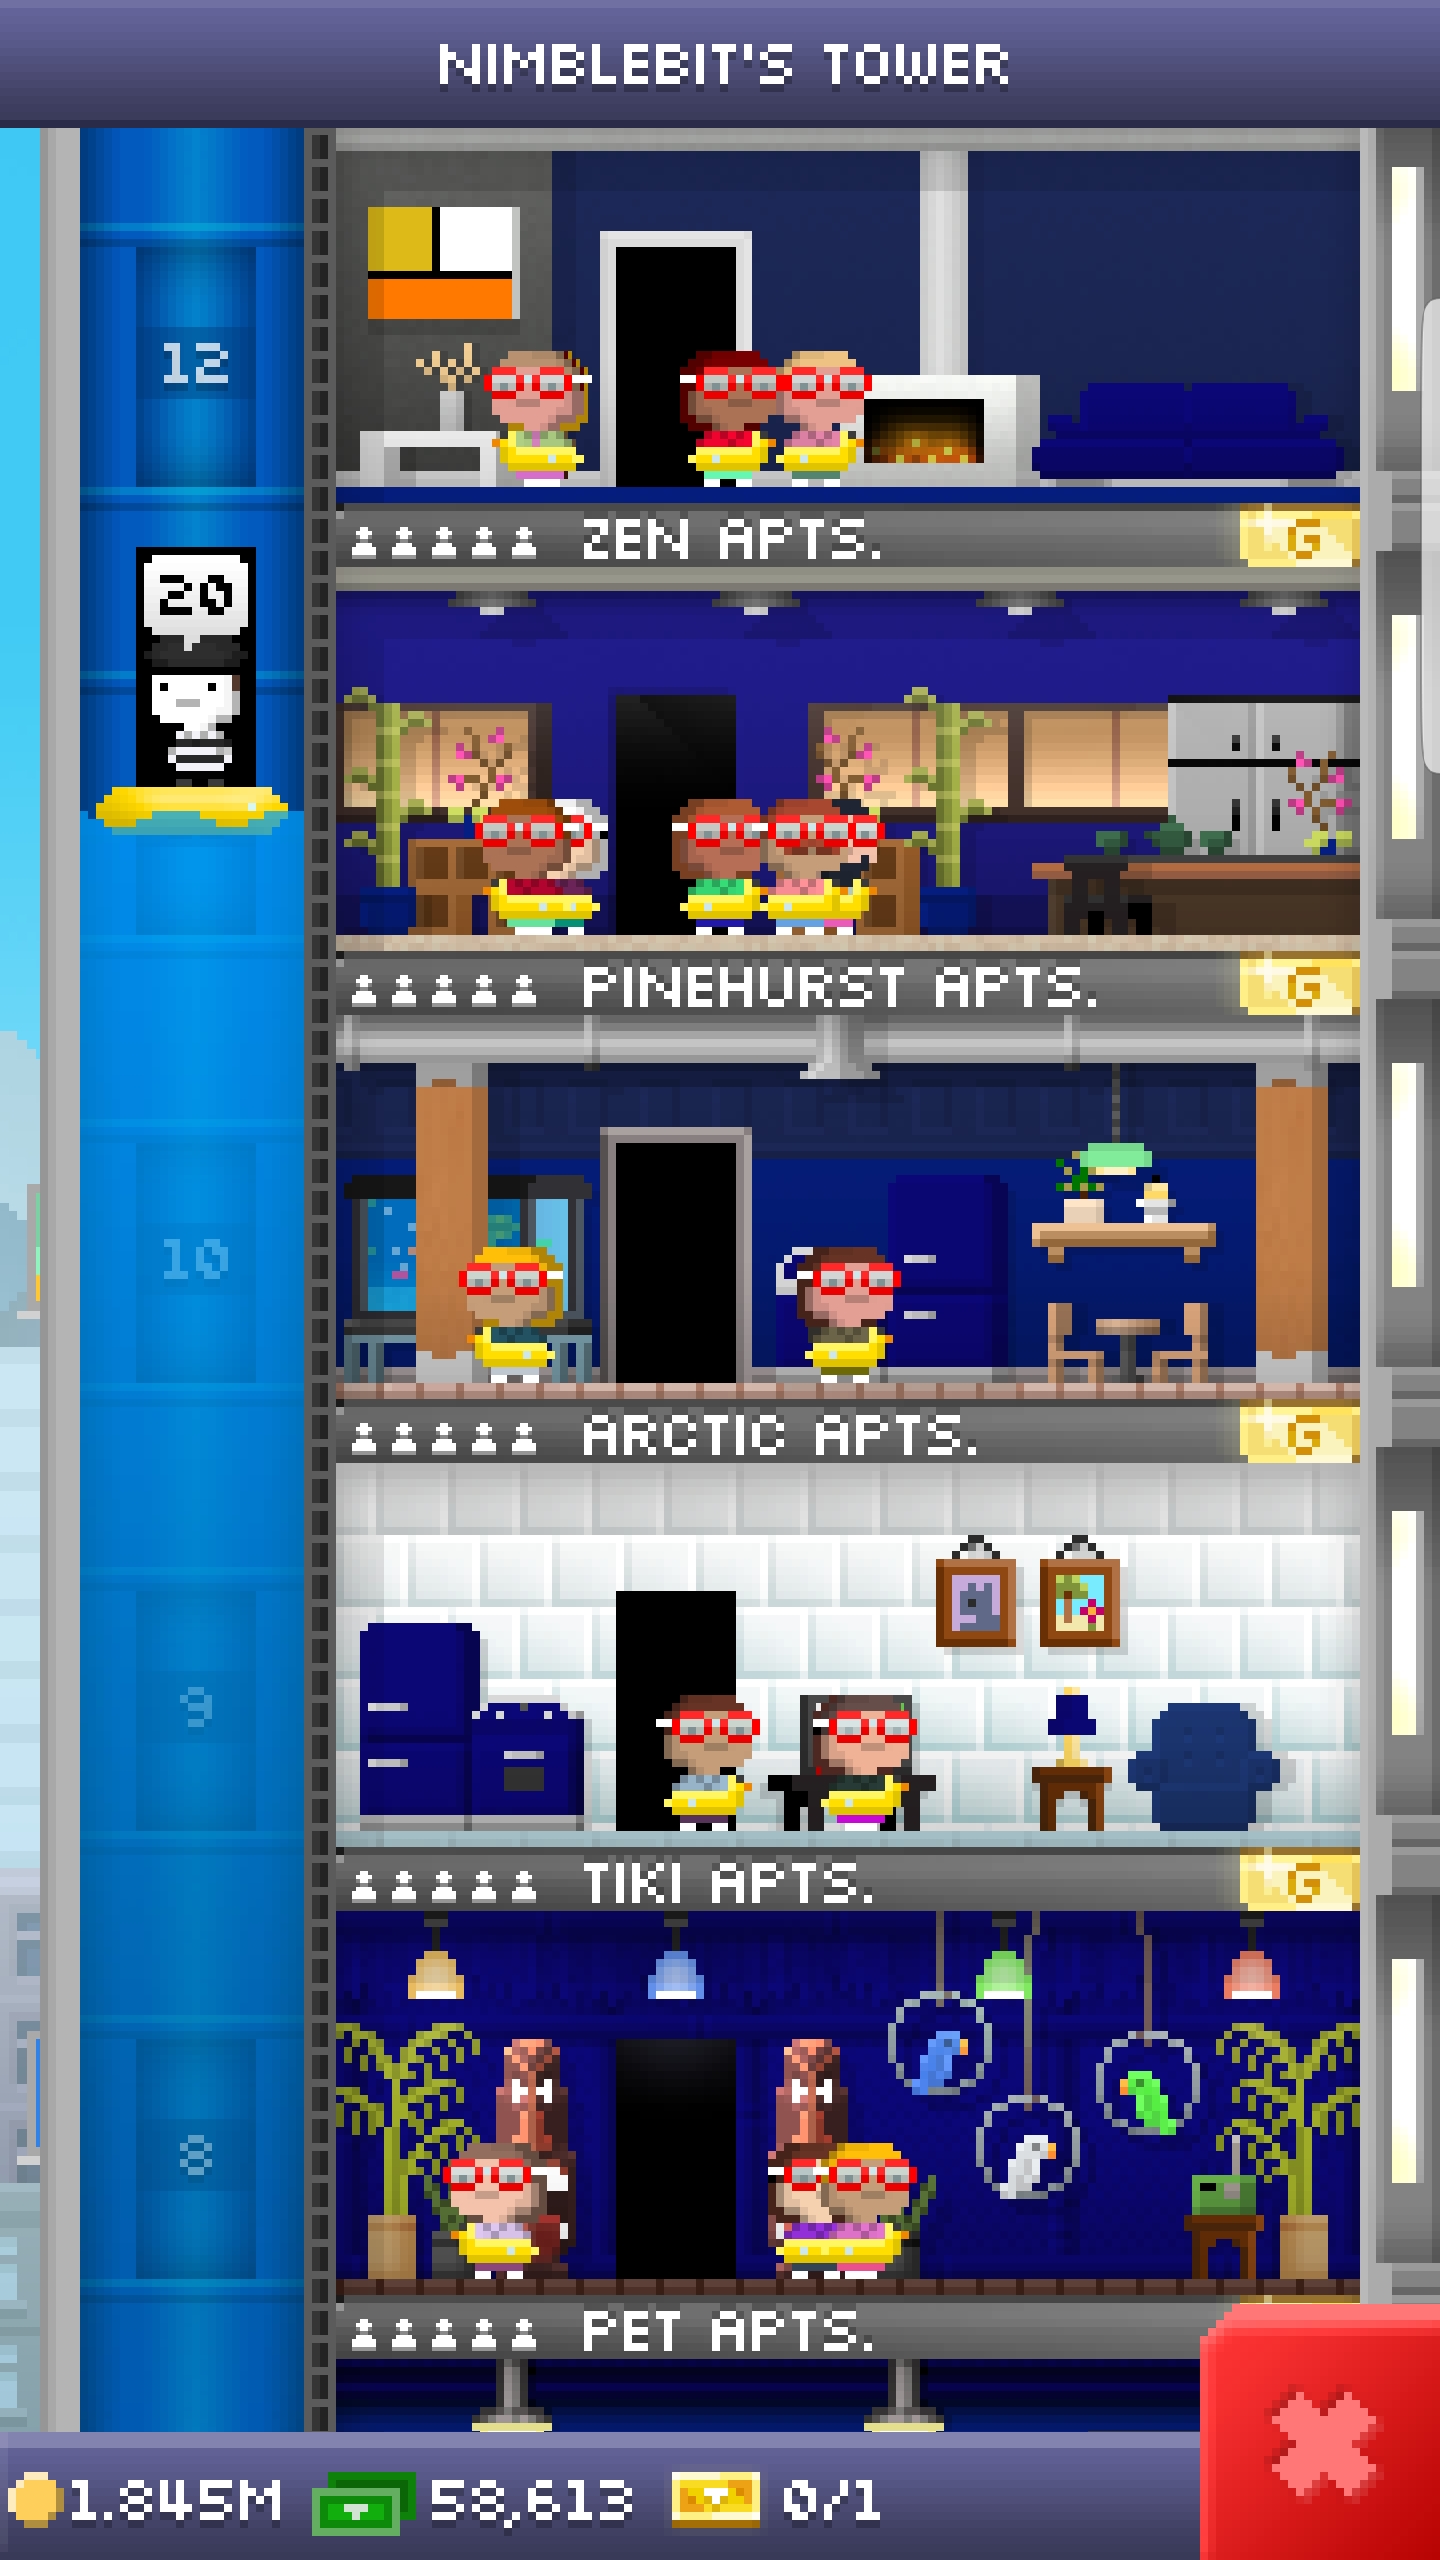 NIMBLEBIT'S TOWER
12
20
ZEN APTS. G
PINEHURST APTS. G
10
ARCTIC APTS. G
9
TIKI APTS. G
8
PET APTS.
1.845M 58,613 0/1